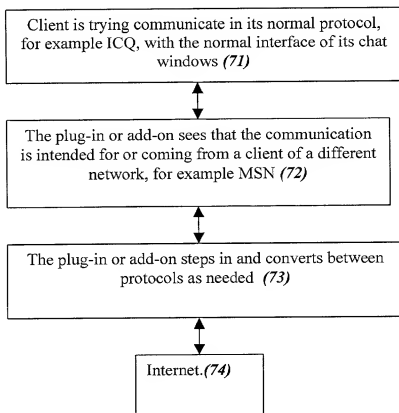 Client is trying communicate in its normal protocol,
for example ICQ, with the normal interface of its chat
windows (71)
The plug-in or add-on sees that the communication
is intended for or coming from a client of a different
network, for example MSN (72)
The plug-in or add-on steps in and converts between
protocols as needed (73)
Internet.(74)